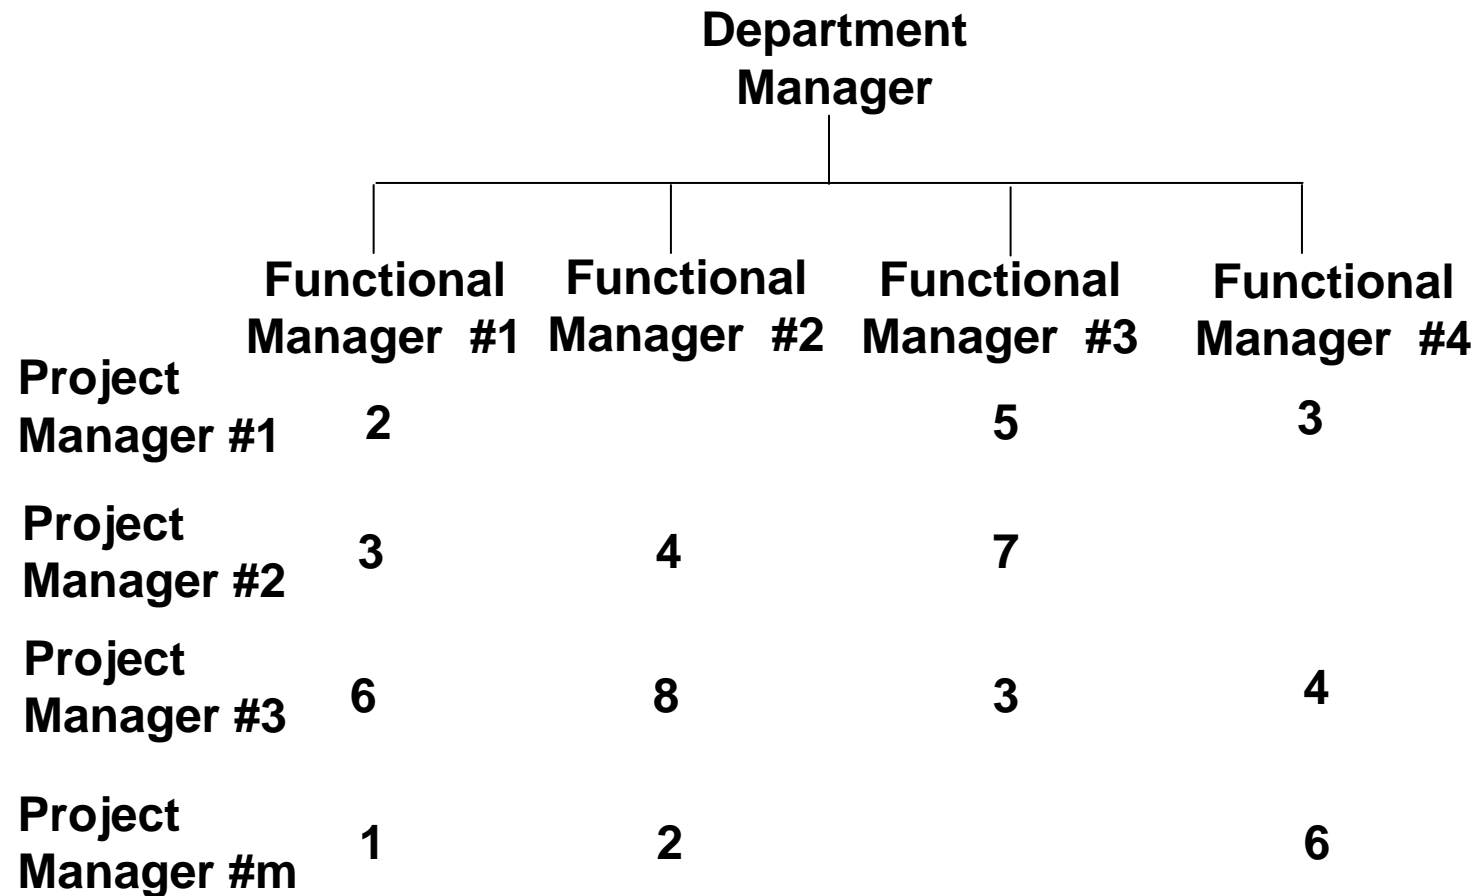 Department
Manager
Functional Functional Functional Functional
Manager #1 Manager #2 Manager #3 Manager #4
Project
Manager #1 2 5 3
Project
Manager #2 3 4 7
Project
Manager #3 6 8 3 4
Project
Manager #m 1 2 6